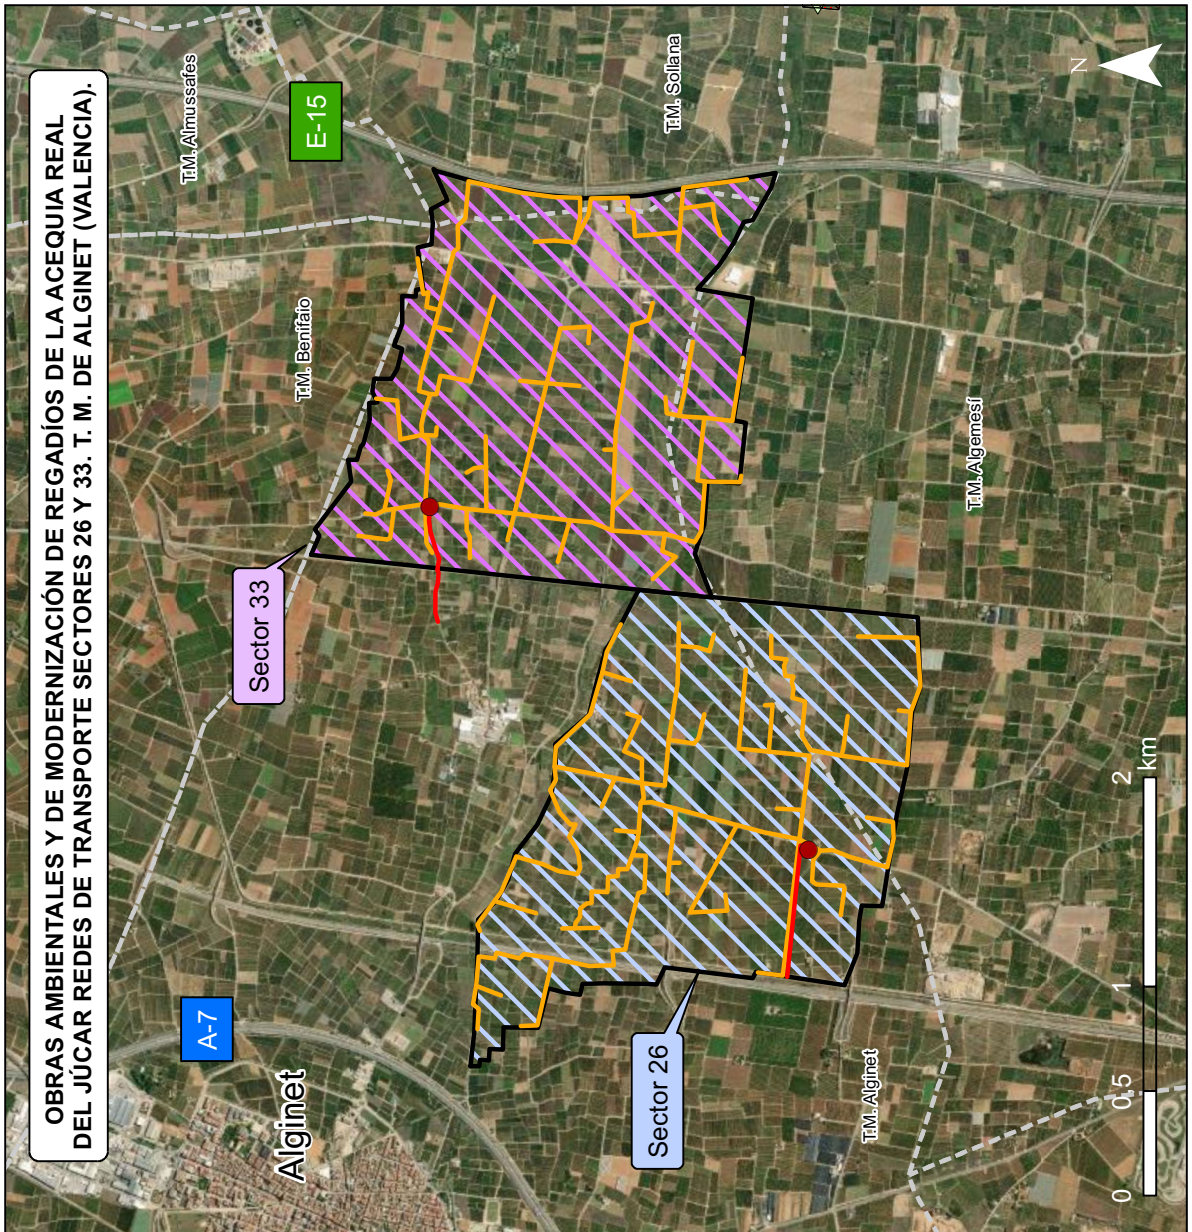 OBRAS AMBIENTALES Y DE MODERNIZACIÓN DE REGADÍOS DE LA ACEQUIA REAL
DEL JÚCAR REDES DE TRANSPORTE SECTORES 26 Y 33. T. M. DE ALGINET (VALENCIA).
T.M. Almussafes
E-15
T.M. Benifaio
Sector 33
A-7
Alginet
T.M. Sollana
N
T.M. Algemesí
Sector 26
T.M. Alginet
0
0,5
1
2
km